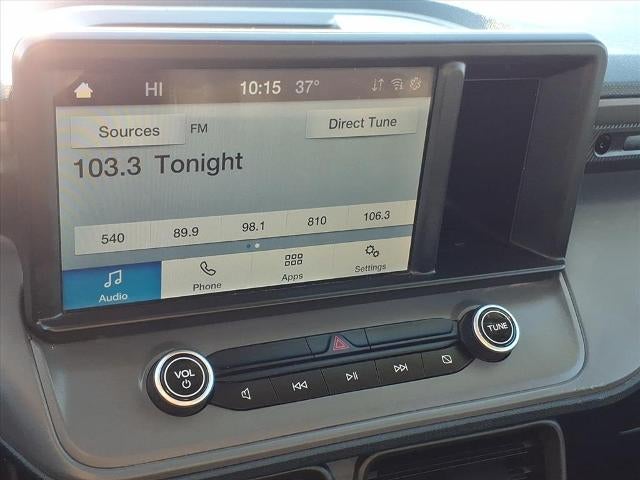 HI 10:15 37°
Sources FM Direct Tune
103.3 Tonight
540 89.9 98.1 810 106.3
Audio Phone Apps Settings
VOL TUNE